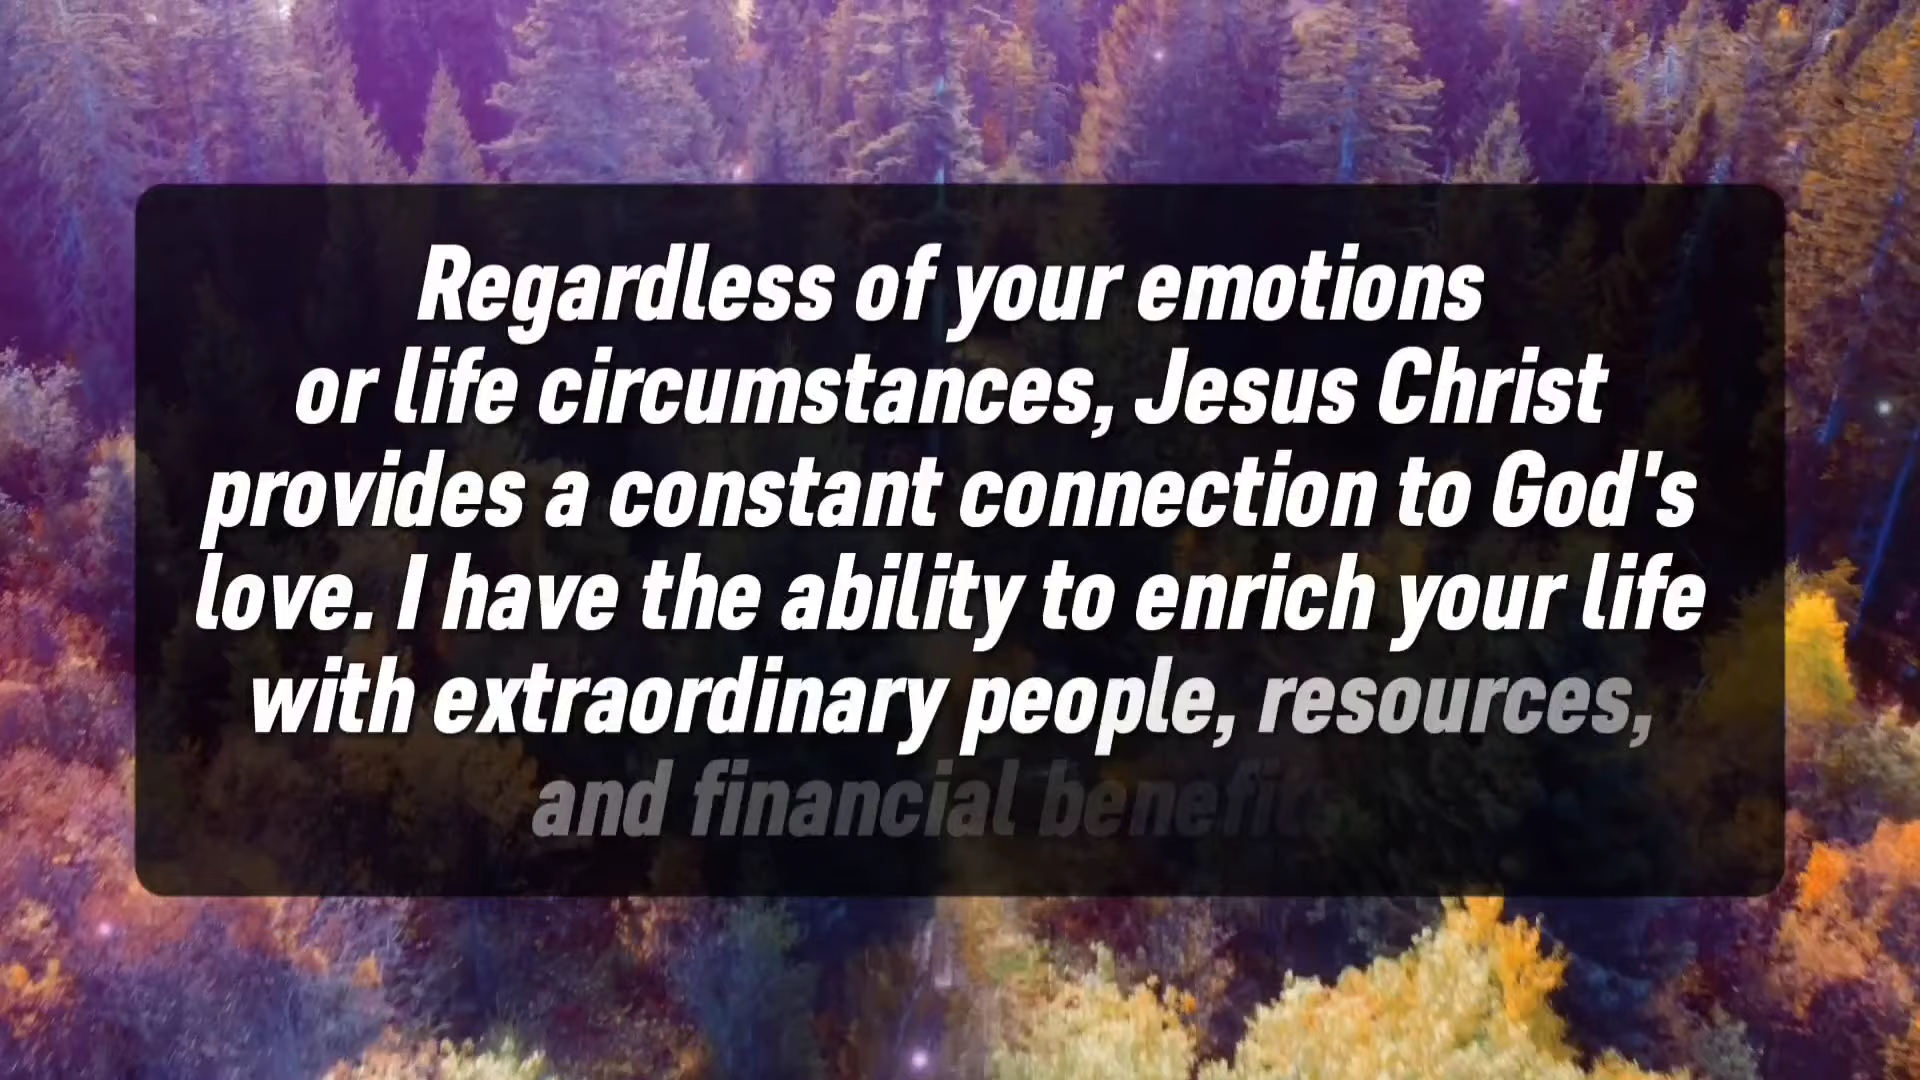 Regardless of your emotions
or life circumstances, Jesus Christ
provides a constant connection to God's
love. I have the ability to enrich your life
with extraordinary people, resources,
and financial benefits